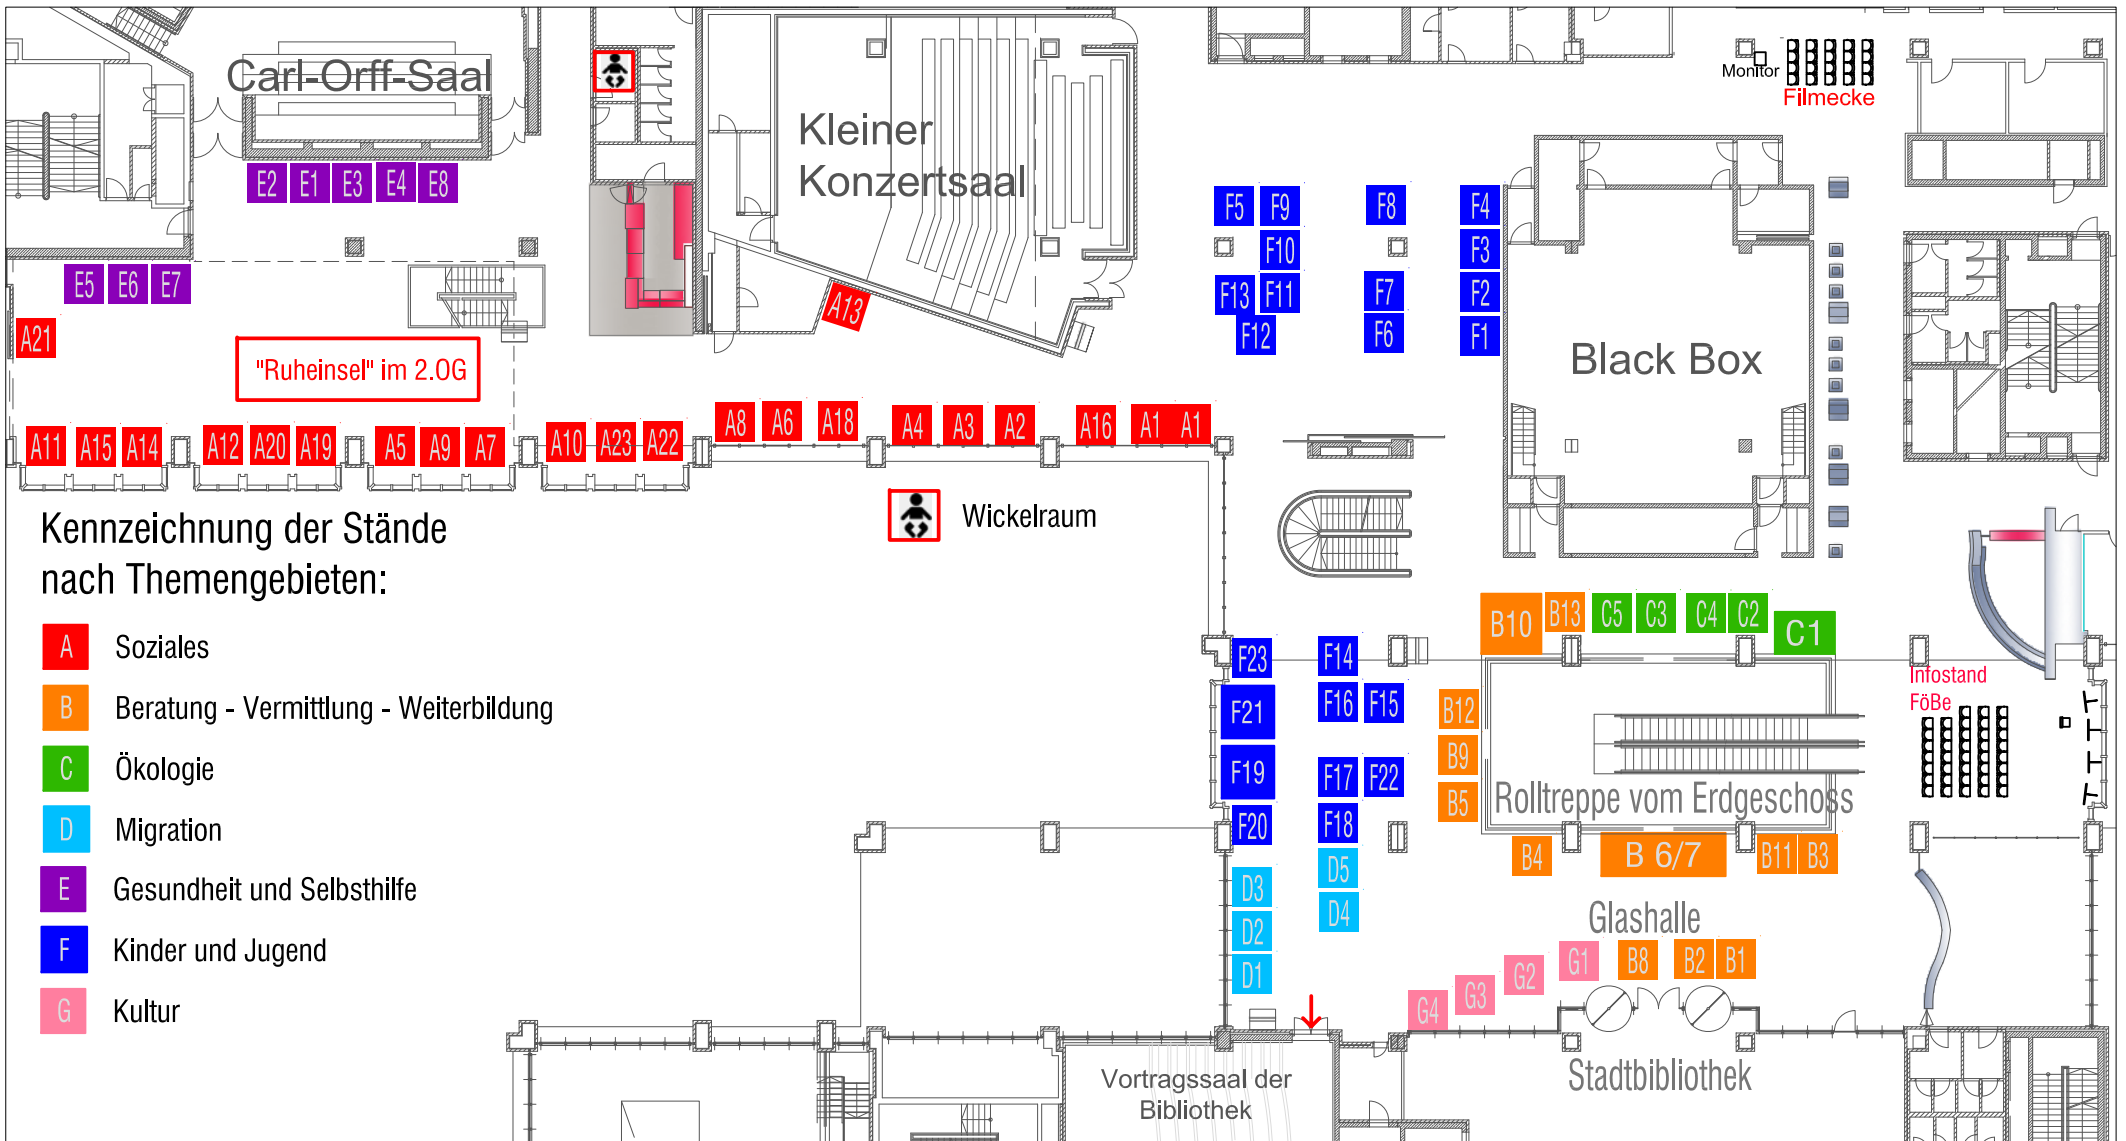 Carl-Orff-Saal
Kleiner
Konzertsaal
Monitor
Filmecke
E2 E1 E3 E4 E8
F5 F9 F8 F4
F10 F3
E5 E6 E7
F13 F11 F7 F2
A13
F12 F6 F1
A21
"Ruheinsel" im 2.OG
Black Box
A8 A6 A18 A4 A3 A2 A16 A1 A1
A11 A15 A14 A12 A20 A19 A5 A9 A7 A10 A23 A22
Wickelraum
Kennzeichnung der Stände
nach Themengebieten:
A Soziales
B Beratung - Vermittlung - Weiterbildung
C Ökologie
D Migration
E Gesundheit und Selbsthilfe
F Kinder und Jugend
G Kultur
B10 B13 C5 C3 C4 C2 C1
F23 F14
Infostand
FöBe
F21 F16 F15 B12
F19 F17 F22 B9
B5
Rolltreppe vom Erdgeschoss
F20 F18
B4 B 6/7 B11 B3
D3 D5
D2 D4
Glashalle
D1
G4 G3 G2 G1 B8 B2 B1
Stadtbibliothek
Vortragssaal der
Bibliothek